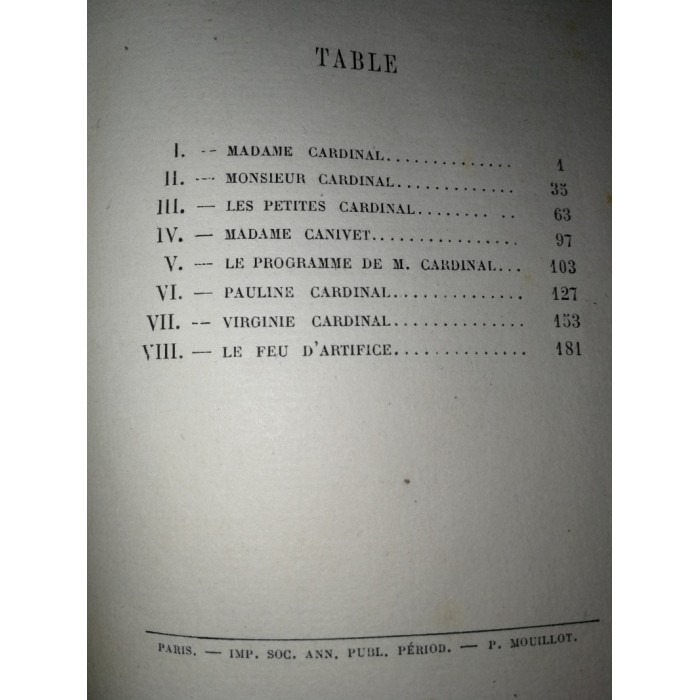 TABLE
I. — MADAME CARDINAL.............. 1
II. — MONSIEUR CARDINAL............. 35
III. — LES PETITES CARDINAL........ .. 63
IV. — MADAME CANIVET................ 97
V. — LE PROGRAMME DE M. CARDINAL... 103
VI. — PAULINE CARDINAL.............. 127
VII. — VIRGINIE CARDINAL............. 153
VIII. — LE FEU D'ARTIFICE............. 181
PARIS. — IMP. SOC. ANN. PUBL. PÉRIOD. — P. MOUILLOT.